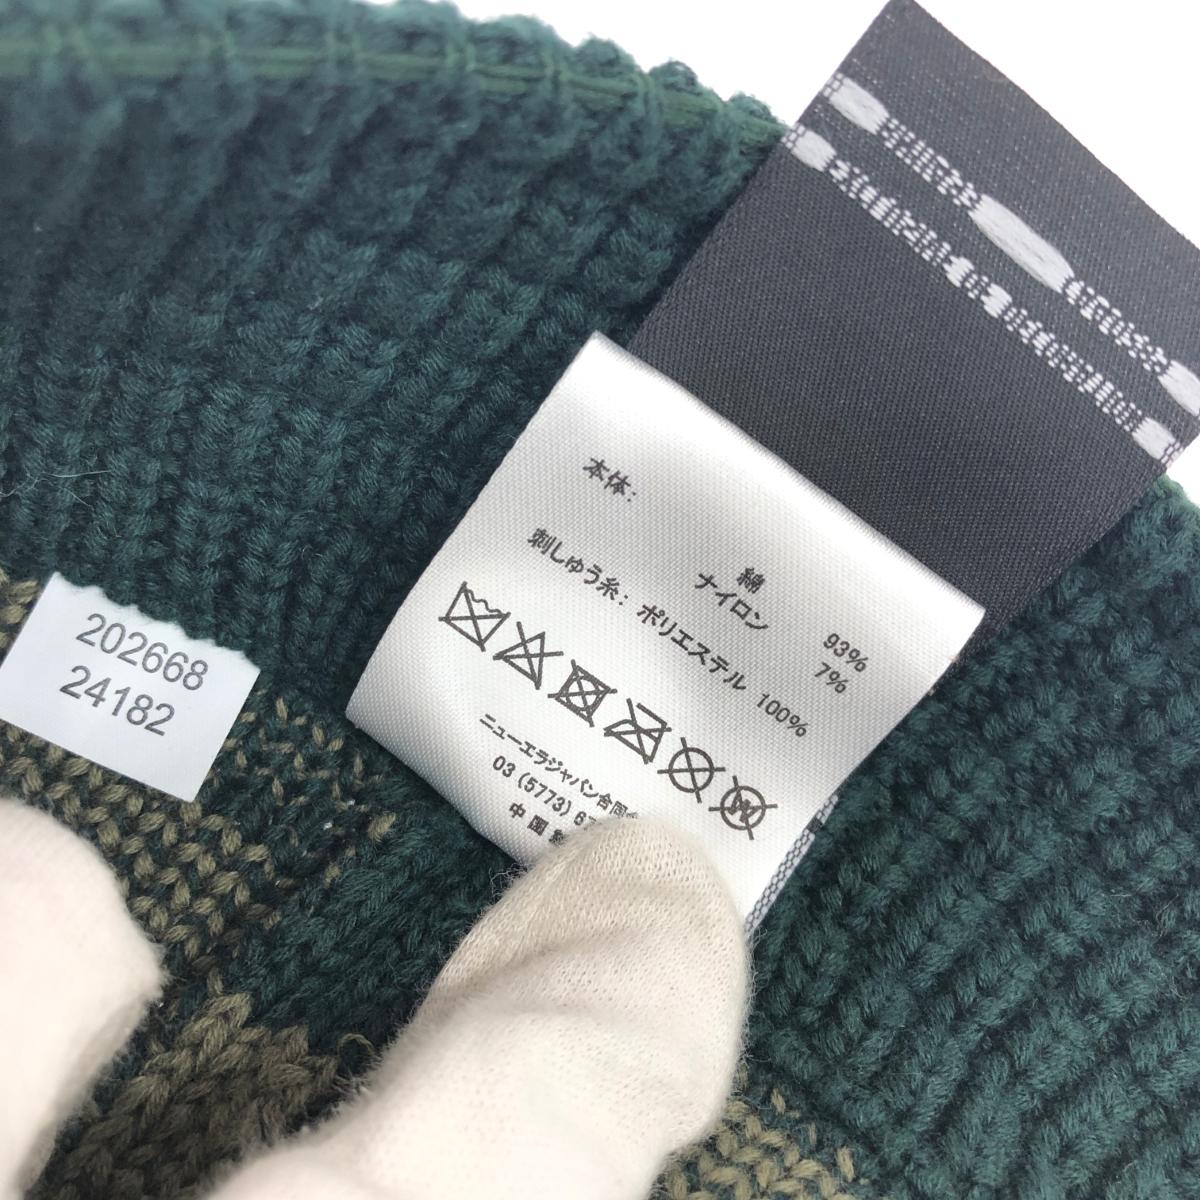 本体:
綿 93%
ナイロン 7%
刺しゅう糸: ポリエステル 100%
ニューエラジャパン合同
03 (5773)
中国
202668
24182